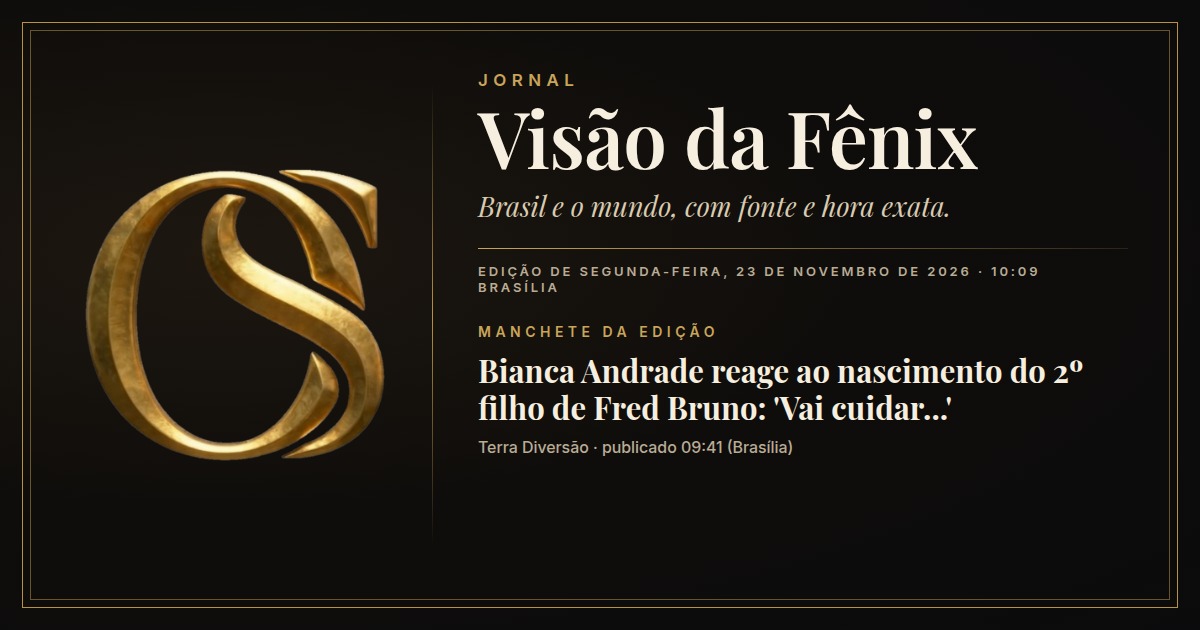 JORNAL
Visão da Fênix
Brasil e o mundo, com fonte e hora exata.
EDIÇÃO DE SEGUNDA-FEIRA, 23 DE NOVEMBRO DE 2026 · 10:09
BRASÍLIA
MANCHETE DA EDIÇÃO
Bianca Andrade reage ao nascimento do 2º
filho de Fred Bruno: 'Vai cuidar...'
Terra Diversão · publicado 09:41 (Brasília)
OS